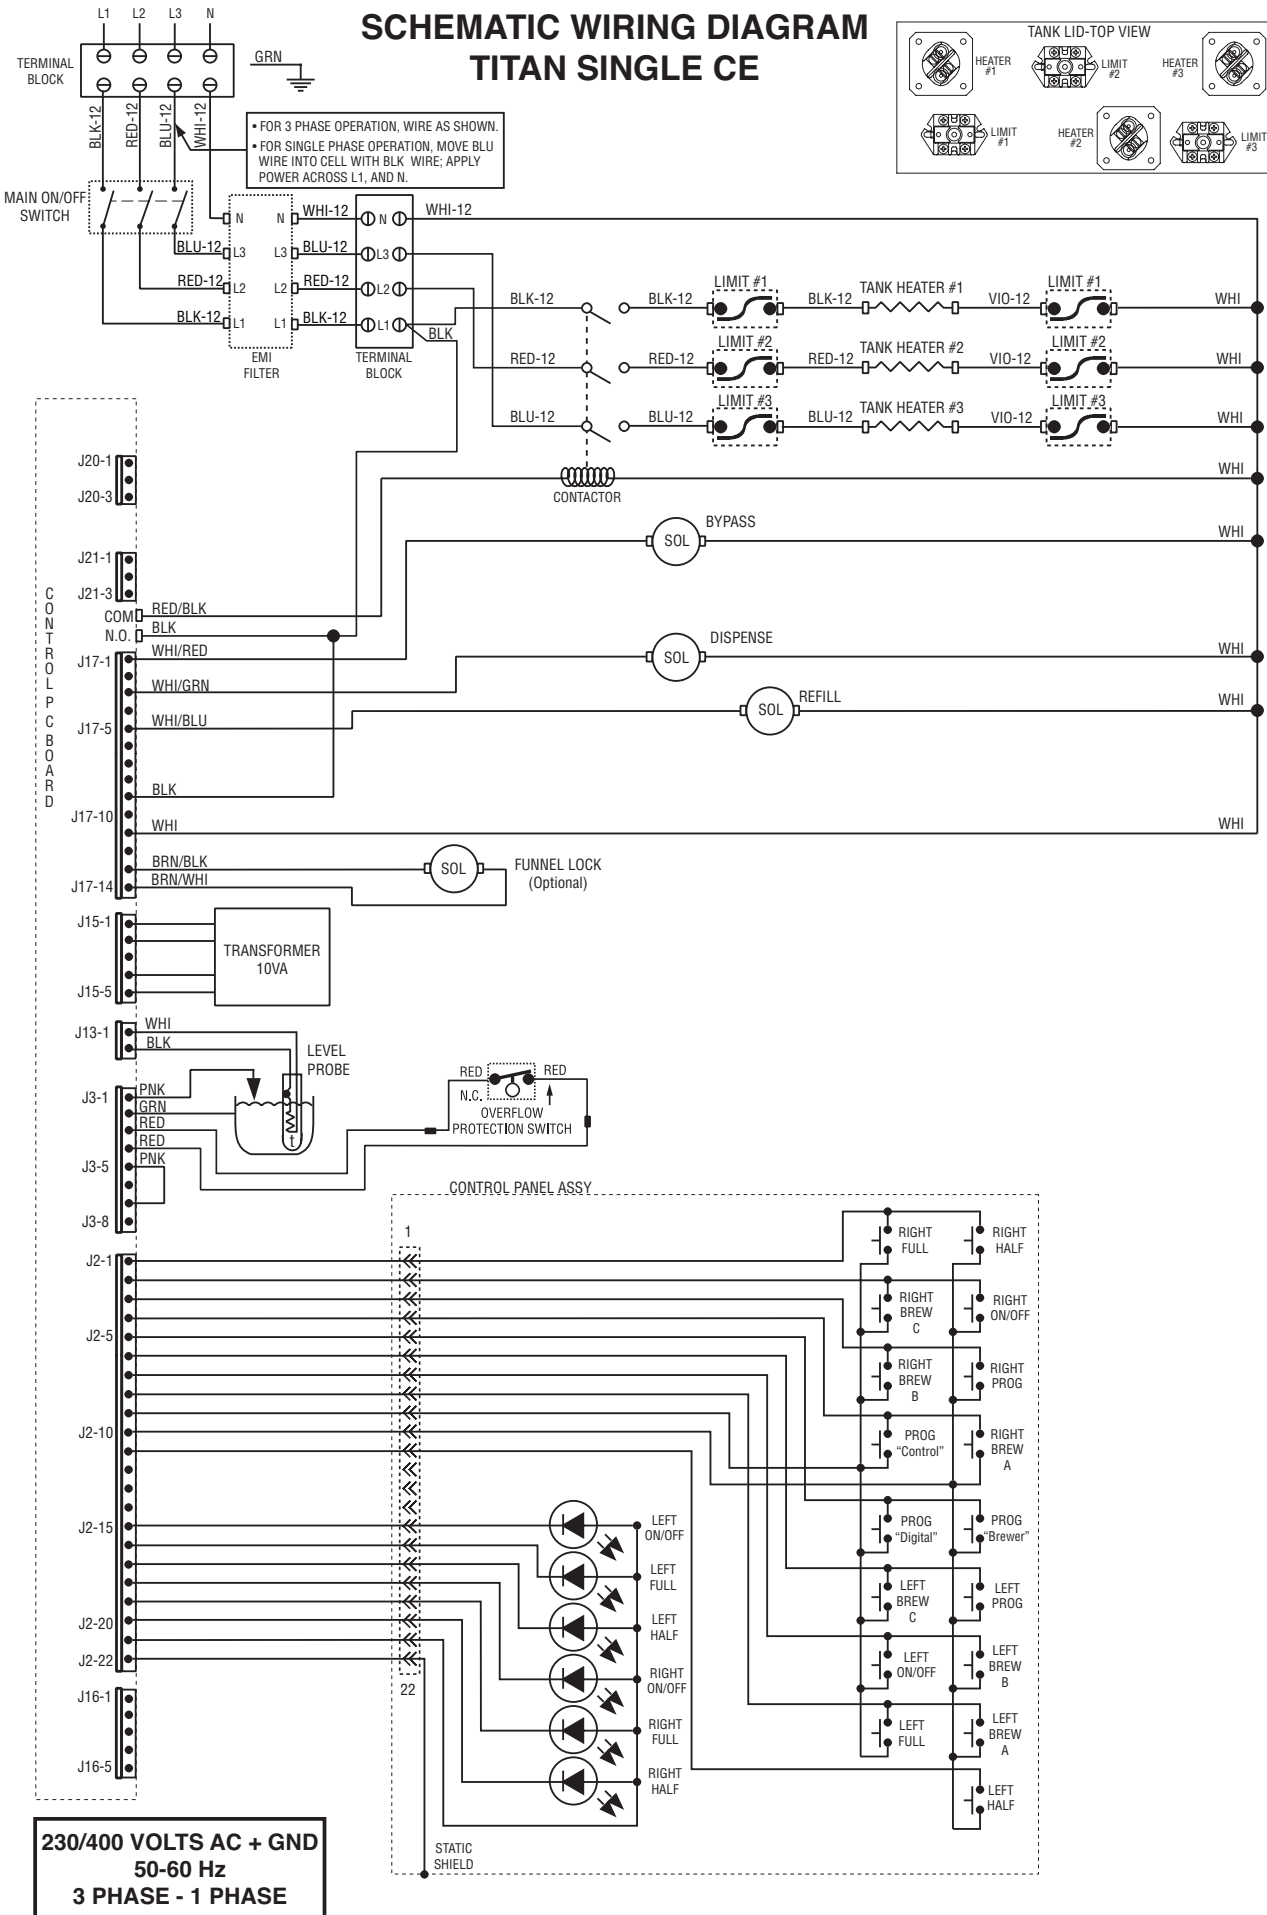 SCHEMATIC WIRING DIAGRAM
TITAN SINGLE CE
L1 L2 L3 N
TERMINAL
BLOCK
GRN
BLK-12
RED-12
BLU-12
WHI-12
• FOR 3 PHASE OPERATION, WIRE AS SHOWN.
• FOR SINGLE PHASE OPERATION, MOVE BLU
WIRE INTO CELL WITH BLK WIRE; APPLY
POWER ACROSS L1, AND N.
TANK LID-TOP VIEW
HEATER
#1
LIMIT
#2
HEATER
#3
LIMIT
#1
HEATER
#2
LIMIT
#3
MAIN ON/OFF
SWITCH
N N WHI-12 N WHI-12
BLU-12 L3 L3 BLU-12 L3
RED-12 L2 L2 RED-12 L2
BLK-12 L1 L1 BLK-12 L1
BLK
EMI
FILTER
TERMINAL
BLOCK
BLK-12 BLK-12 LIMIT #1 BLK-12 TANK HEATER #1 VIO-12 LIMIT #1 WHI
RED-12 RED-12 LIMIT #2 RED-12 TANK HEATER #2 VIO-12 LIMIT #2 WHI
BLU-12 BLU-12 LIMIT #3 BLU-12 TANK HEATER #3 VIO-12 LIMIT #3 WHI
CONTACTOR
WHI
BYPASS
SOL
WHI
DISPENSE
SOL
WHI
REFILL
SOL
WHI
CONTROL PC BOARD
J20-1
J20-3
J21-1
J21-3
COM RED/BLK
N.O. BLK
J17-1 WHI/RED
WHI/GRN
J17-5 WHI/BLU
BLK
J17-10
WHI WHI
BRN/BLK
J17-14 BRN/WHI
SOL
FUNNEL LOCK
(Optional)
J15-1
J15-5
TRANSFORMER
10VA
J13-1 WHI
BLK
LEVEL
PROBE
t
J3-1 PNK
GRN
RED
RED
J3-5 PNK
J3-8
RED RED
N.C.
OVERFLOW
PROTECTION SWITCH
CONTROL PANEL ASSY
1
22
J2-1
J2-5
J2-10
J2-15
J2-20
J2-22
J16-1
J16-5
RIGHT
FULL
RIGHT
HALF
RIGHT
BREW
C
RIGHT
ON/OFF
RIGHT
BREW
B
RIGHT
PROG
PROG
“Control”
RIGHT
BREW
A
PROG
“Digital”
PROG
“Brewer”
LEFT
BREW
C
LEFT
PROG
LEFT
ON/OFF
LEFT
BREW
B
LEFT
FULL
LEFT
BREW
A
LEFT
HALF
LEFT
ON/OFF
LEFT
FULL
LEFT
HALF
RIGHT
ON/OFF
RIGHT
FULL
RIGHT
HALF
STATIC
SHIELD
230/400 VOLTS AC + GND
50-60 Hz
3 PHASE - 1 PHASE